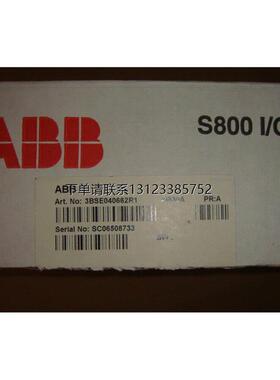 ABB
S800 I/O
ABB
Art. No: 3BSE040662R1
PR:A
下单请联系13123385752
Serial No: SC06508733